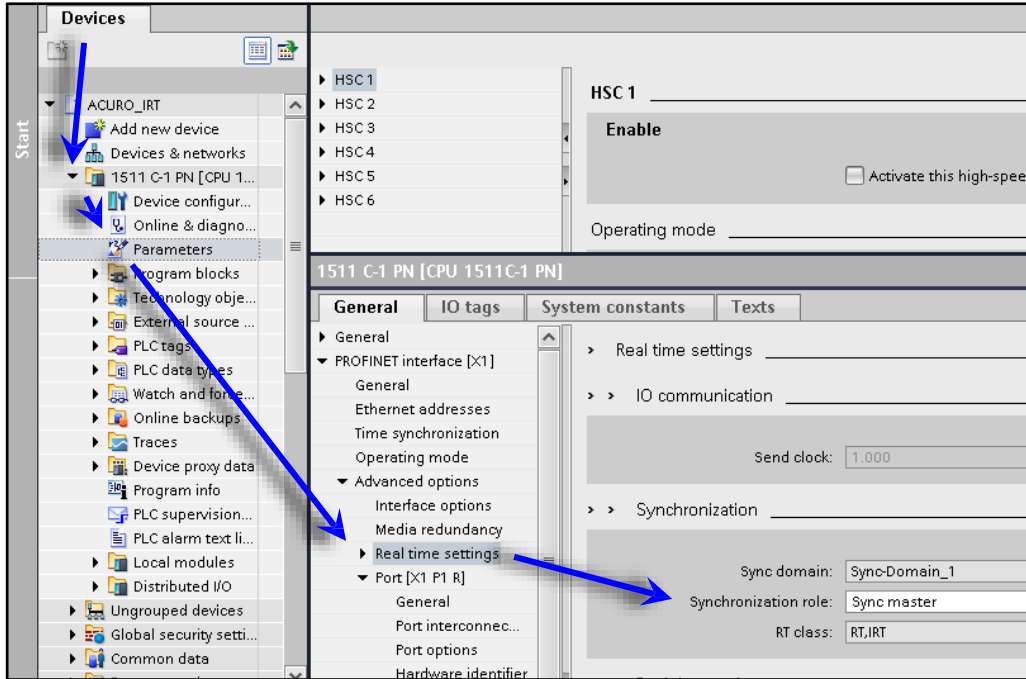 Devices
Start
ACURO_IRT
Add new device
Devices & networks
1511 C-1 PN [CPU 1...
Device configur...
Online & diagno...
Parameters
Program blocks
Technology obje...
External source ...
PLC tags
PLC data types
Watch and force...
Online backups
Traces
Device proxy data
Program info
PLC supervision...
PLC alarm text li...
Local modules
Distributed I/O
Ungrouped devices
Global security setti...
Common data
HSC 1
HSC 2
HSC 3
HSC 4
HSC 5
HSC 6
HSC 1
Enable
Activate this high-spee
Operating mode
1511 C-1 PN [CPU 1511C-1 PN]
General IO tags System constants Texts
General
PROFINET interface [X1]
General
Ethernet addresses
Time synchronization
Operating mode
Advanced options
Interface options
Media redundancy
Real time settings
Port [X1 P1 R]
General
Port interconnec...
Port options
Hardware identifier
> Real time settings
> > IO communication
Send clock: 1.000
> > Synchronization
Sync domain: Sync-Domain_1
Synchronization role: Sync master
RT class: RT,IRT